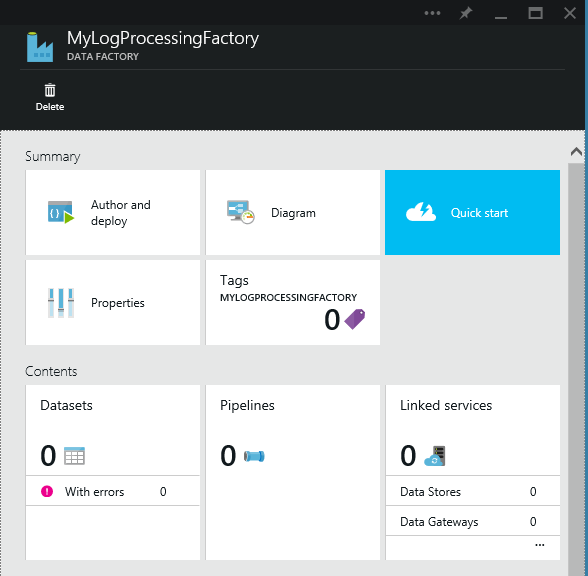 MyLogProcessingFactory
DATA FACTORY
Delete
Summary
Author and
deploy
Diagram
Quick start
Properties
Tags
MYLOGPROCESSINGFACTORY
0
Contents
Datasets
0
With errors 0
Pipelines
0
Linked services
0
Data Stores 0
Data Gateways 0